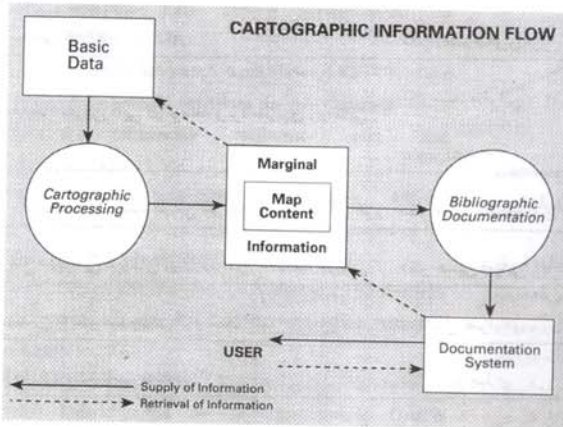 CARTOGRAPHIC INFORMATION FLOW
Basic
Data
Cartographic
Processing
Marginal
Map
Content
Information
Bibliographic
Documentation
USER
Documentation
System
Supply of Information
Retrieval of Information